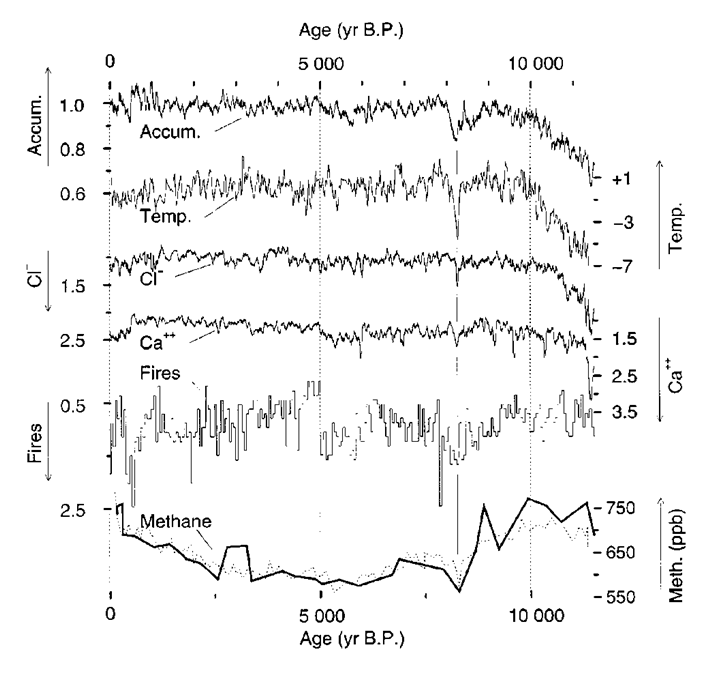 Age (yr B.P.)
0 5 000 10 000
Accum.
1.0
0.8
0.6
Accum.
Temp.
+1
-3
-7
Temp.
Cl⁻
1.5
2.5
Cl⁻
Ca⁺⁺
1.5
2.5
3.5
Ca⁺⁺
Fires
0.5
2.5
Fires
Methane
750
650
550
Meth. (ppb)
0 5 000 10 000
Age (yr B.P.)